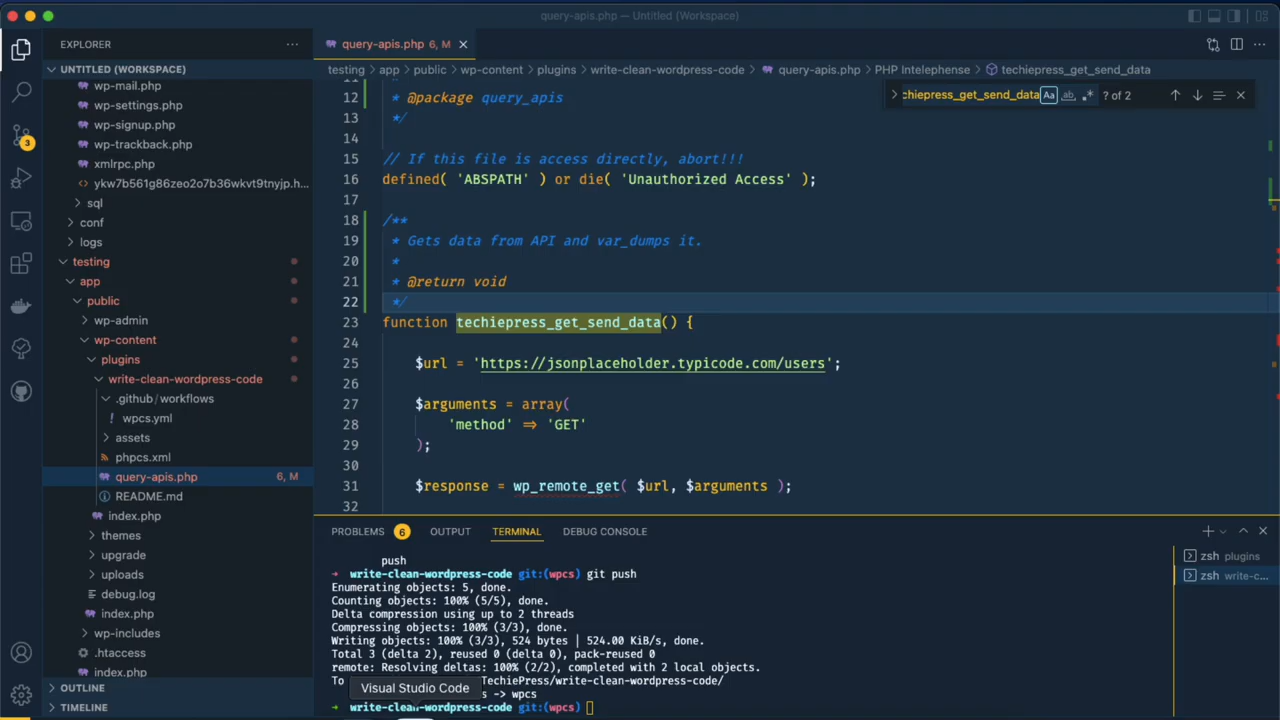 query-apis.php — Untitled (Workspace)
EXPLORER
UNTITLED (WORKSPACE)
wp-mail.php
wp-settings.php
wp-signup.php
wp-trackback.php
xmlrpc.php
ykw7b561g86zeo2o7b36wkvt9tnyjp.h...
sql
conf
logs
testing
app
public
wp-admin
wp-content
plugins
write-clean-wordpress-code
.github/workflows
wpcs.yml
assets
phpcs.xml
query-apis.php 6, M
README.md
index.php
themes
upgrade
uploads
debug.log
index.php
wp-includes
.htaccess
index.php
OUTLINE
TIMELINE
3
query-apis.php 6, M
testing > app > public > wp-content > plugins > write-clean-wordpress-code > query-apis.php > PHP Intelephense > techiepress_get_send_data
:chiepress_get_send_data Aa ab ? of 2
12 * @package query_apis
13 */
14
15 // If this file is access directly, abort!!!
16 defined( 'ABSPATH' ) or die( 'Unauthorized Access' );
17
18 /**
19 * Gets data from API and var_dumps it.
20 *
21 * @return void
22 */
23 function techiepress_get_send_data() {
24
25 $url = 'https://jsonplaceholder.typicode.com/users';
26
27 $arguments = array(
28 'method' => 'GET'
29 );
30
31 $response = wp_remote_get( $url, $arguments );
32
PROBLEMS 6 OUTPUT TERMINAL DEBUG CONSOLE
push
→ write-clean-wordpress-code git:(wpcs) git push
Enumerating objects: 5, done.
Counting objects: 100% (5/5), done.
Delta compression using up to 2 threads
Compressing objects: 100% (3/3), done.
Writing objects: 100% (3/3), 524 bytes | 524.00 KiB/s, done.
Total 3 (delta 2), reused 0 (delta 0), pack-reused 0
remote: Resolving deltas: 100% (2/2), completed with 2 local objects.
To TechiePress/write-clean-wordpress-code/
s -> wpcs
→ write-clean-wordpress-code git:(wpcs)
Visual Studio Code
zsh plugins
zsh write-c...